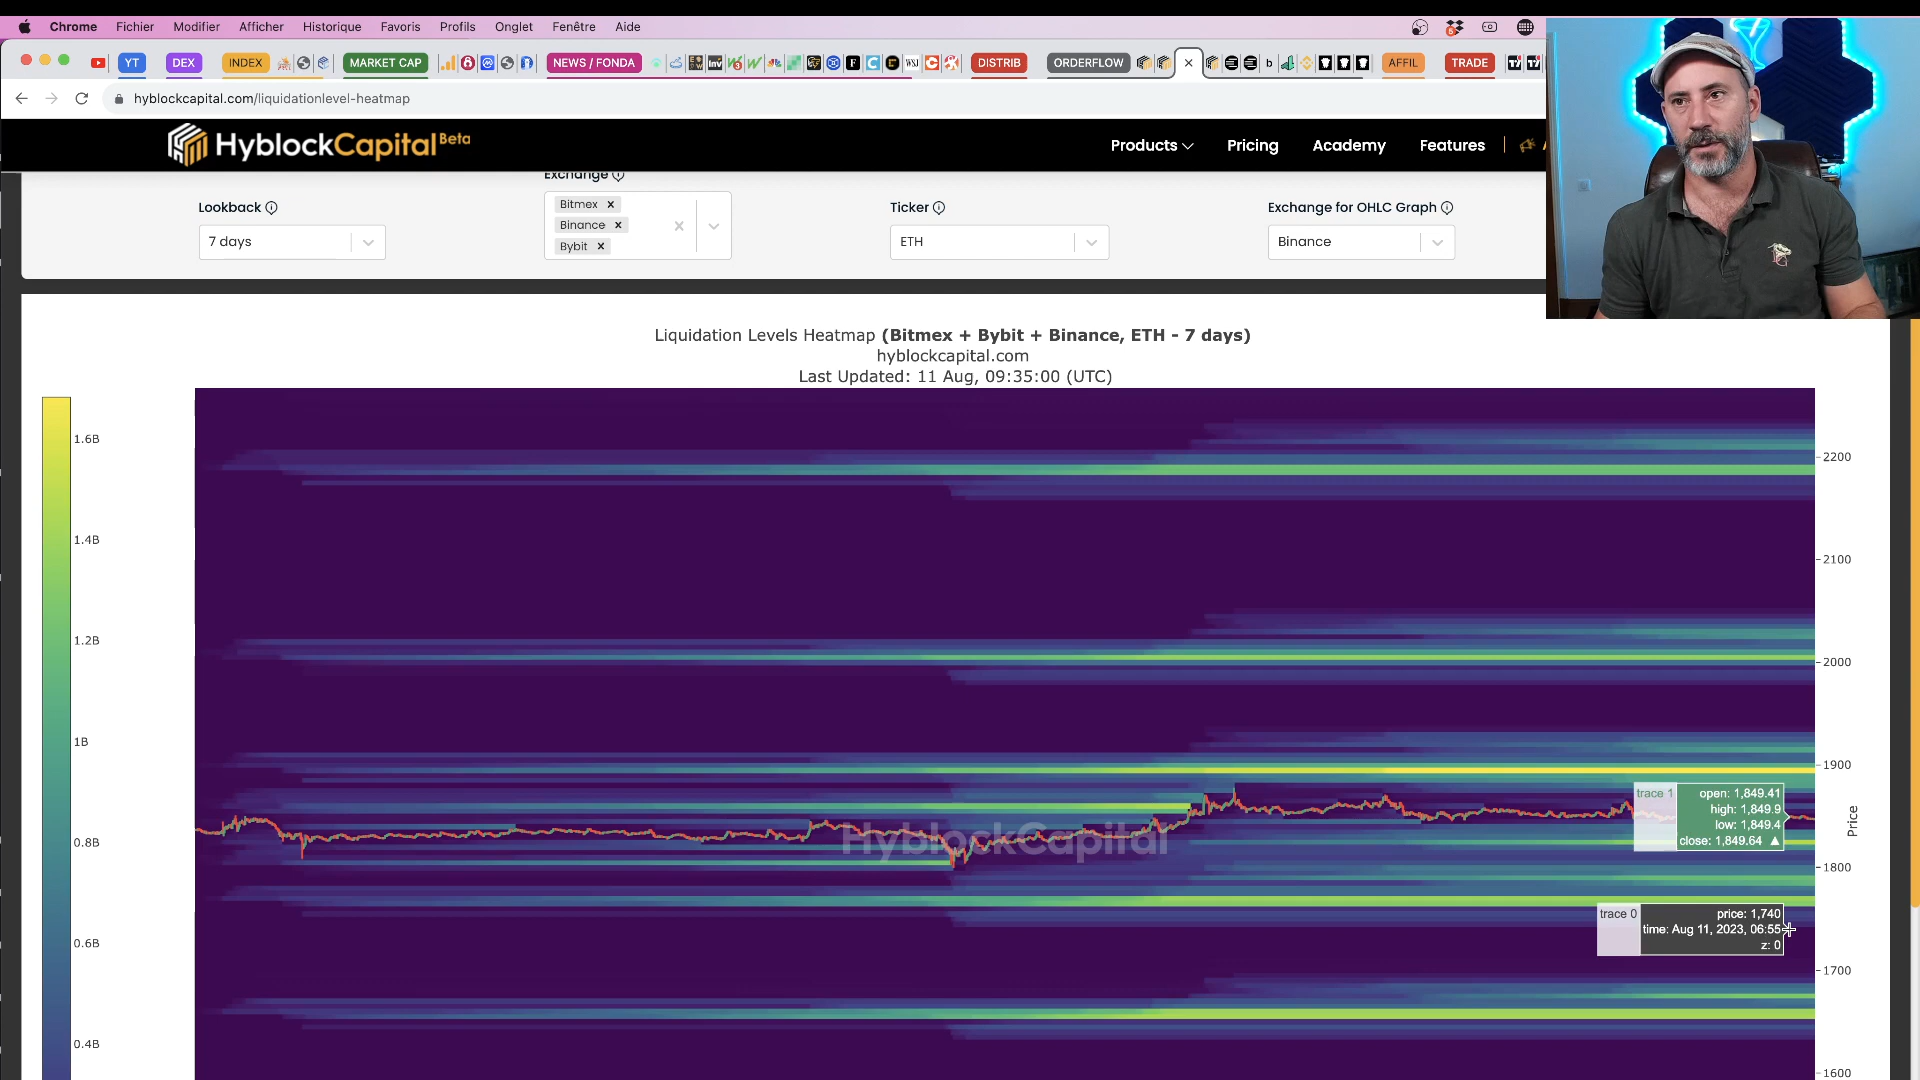 Chrome Fichier Modifier Afficher Historique Favoris Profils Onglet Fenêtre Aide
YT DEX INDEX MARKET CAP NEWS / FONDA DISTRIB ORDERFLOW AFFIL TRADE
hyblockcapital.com/liquidationlevel-heatmap
HyblockCapital Beta
Products Pricing Academy Features
Lookback
7 days
Exchange
Bitmex
Binance
Bybit
Ticker
ETH
Exchange for OHLC Graph
Binance
Liquidation Levels Heatmap (Bitmex + Bybit + Binance, ETH - 7 days)
hyblockcapital.com
Last Updated: 11 Aug, 09:35:00 (UTC)
1.6B
1.4B
1.2B
1B
0.8B
0.6B
0.4B
2200
2100
2000
1900
1800
1700
1600
Price
HyblockCapital
trace 1
open: 1,849.41
high: 1,849.9
low: 1,849.4
close: 1,849.64 ▲
trace 0
price: 1,740
time: Aug 11, 2023, 06:55
z: 0